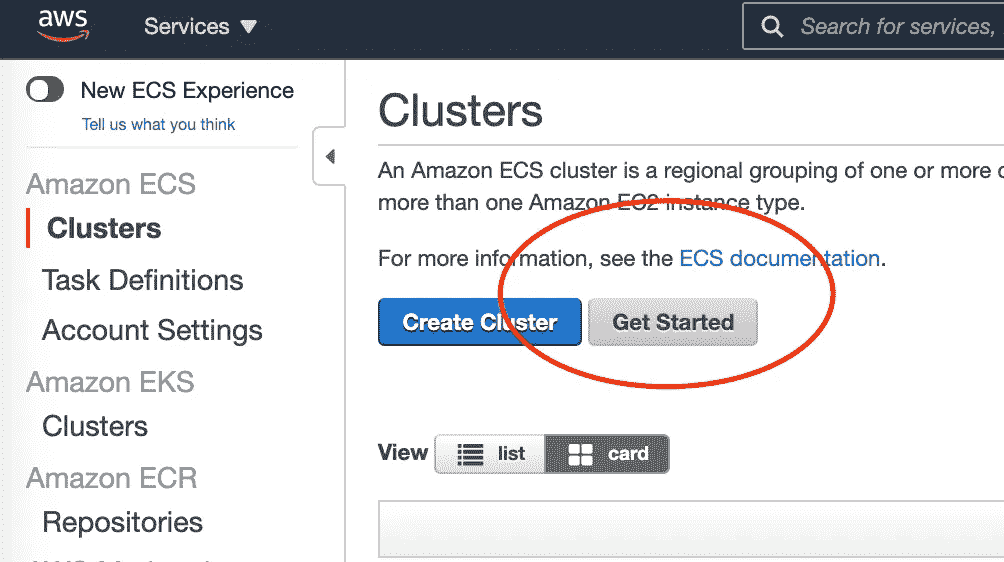 aws
Services
Search for services,
New ECS Experience
Tell us what you think
Amazon ECS
Clusters
Task Definitions
Account Settings
Amazon EKS
Clusters
Amazon ECR
Repositories
Clusters
An Amazon ECS cluster is a regional grouping of one or more
more than one Amazon EC2 instance type.
For more information, see the ECS documentation.
Create Cluster
Get Started
View
list
card